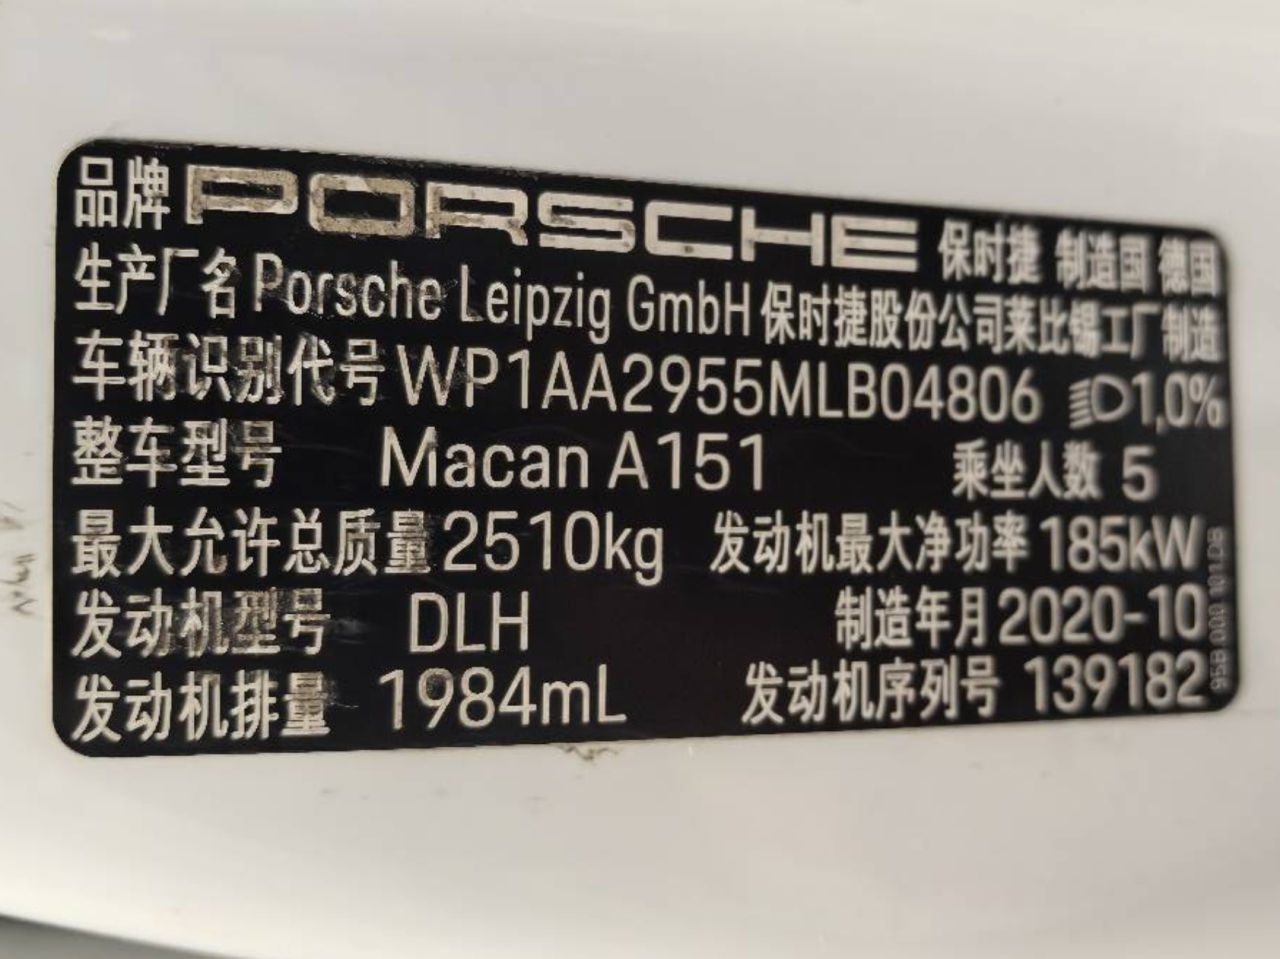 品牌 PORSCHE 保时捷 制造国 德国
生产厂名 Porsche Leipzig GmbH 保时捷股份公司莱比锡工厂制造
车辆识别代号 WP1AA2955MLB04806 1,0%
整车型号 Macan A151 乘坐人数 5
最大允许总质量 2510kg 发动机最大净功率 185kW
发动机型号 DLH 制造年月 2020-10
发动机排量 1984mL 发动机序列号 139182
95B 000 101 DB